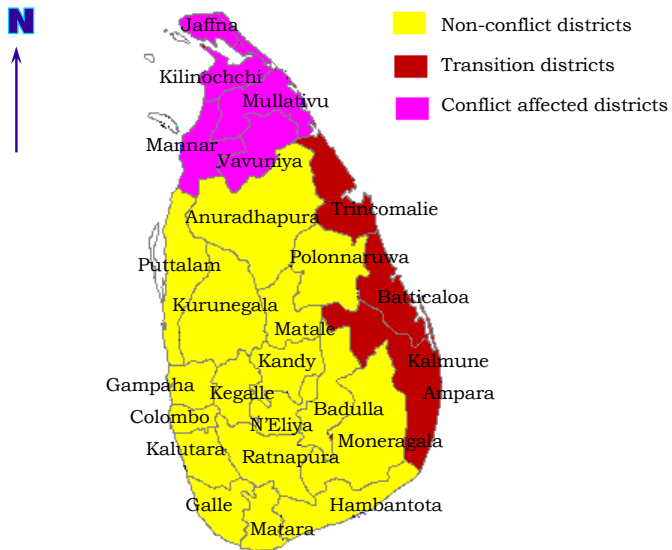 N
Jaffna
Non-conflict districts
Transition districts
Kilinochchi
Mullativu
Conflict affected districts
Mannar
Vavuniya
Trincomalie
Anuradhapura
Polonnaruwa
Puttalam
Batticaloa
Kurunegala
Matale
Kandy
Kalmune
Gampaha
Kegalle
Ampara
Badulla
Colombo
N'Eliya
Moneragala
Kalutara
Ratnapura
Galle
Hambantota
Matara